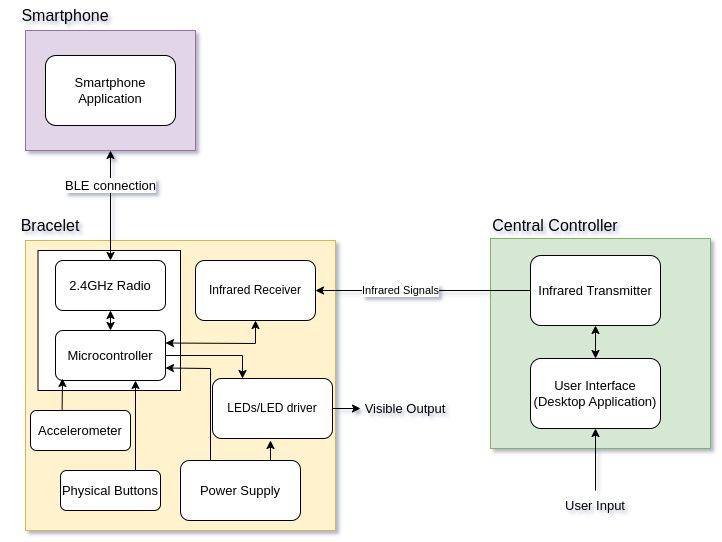 Smartphone
Smartphone
Application
BLE connection
Bracelet
Central Controller
2.4GHz Radio
Infrared Receiver
Infrared Signals
Infrared Transmitter
Microcontroller
User Interface
(Desktop Application)
LEDs/LED driver
Visible Output
Accelerometer
Physical Buttons
Power Supply
User Input